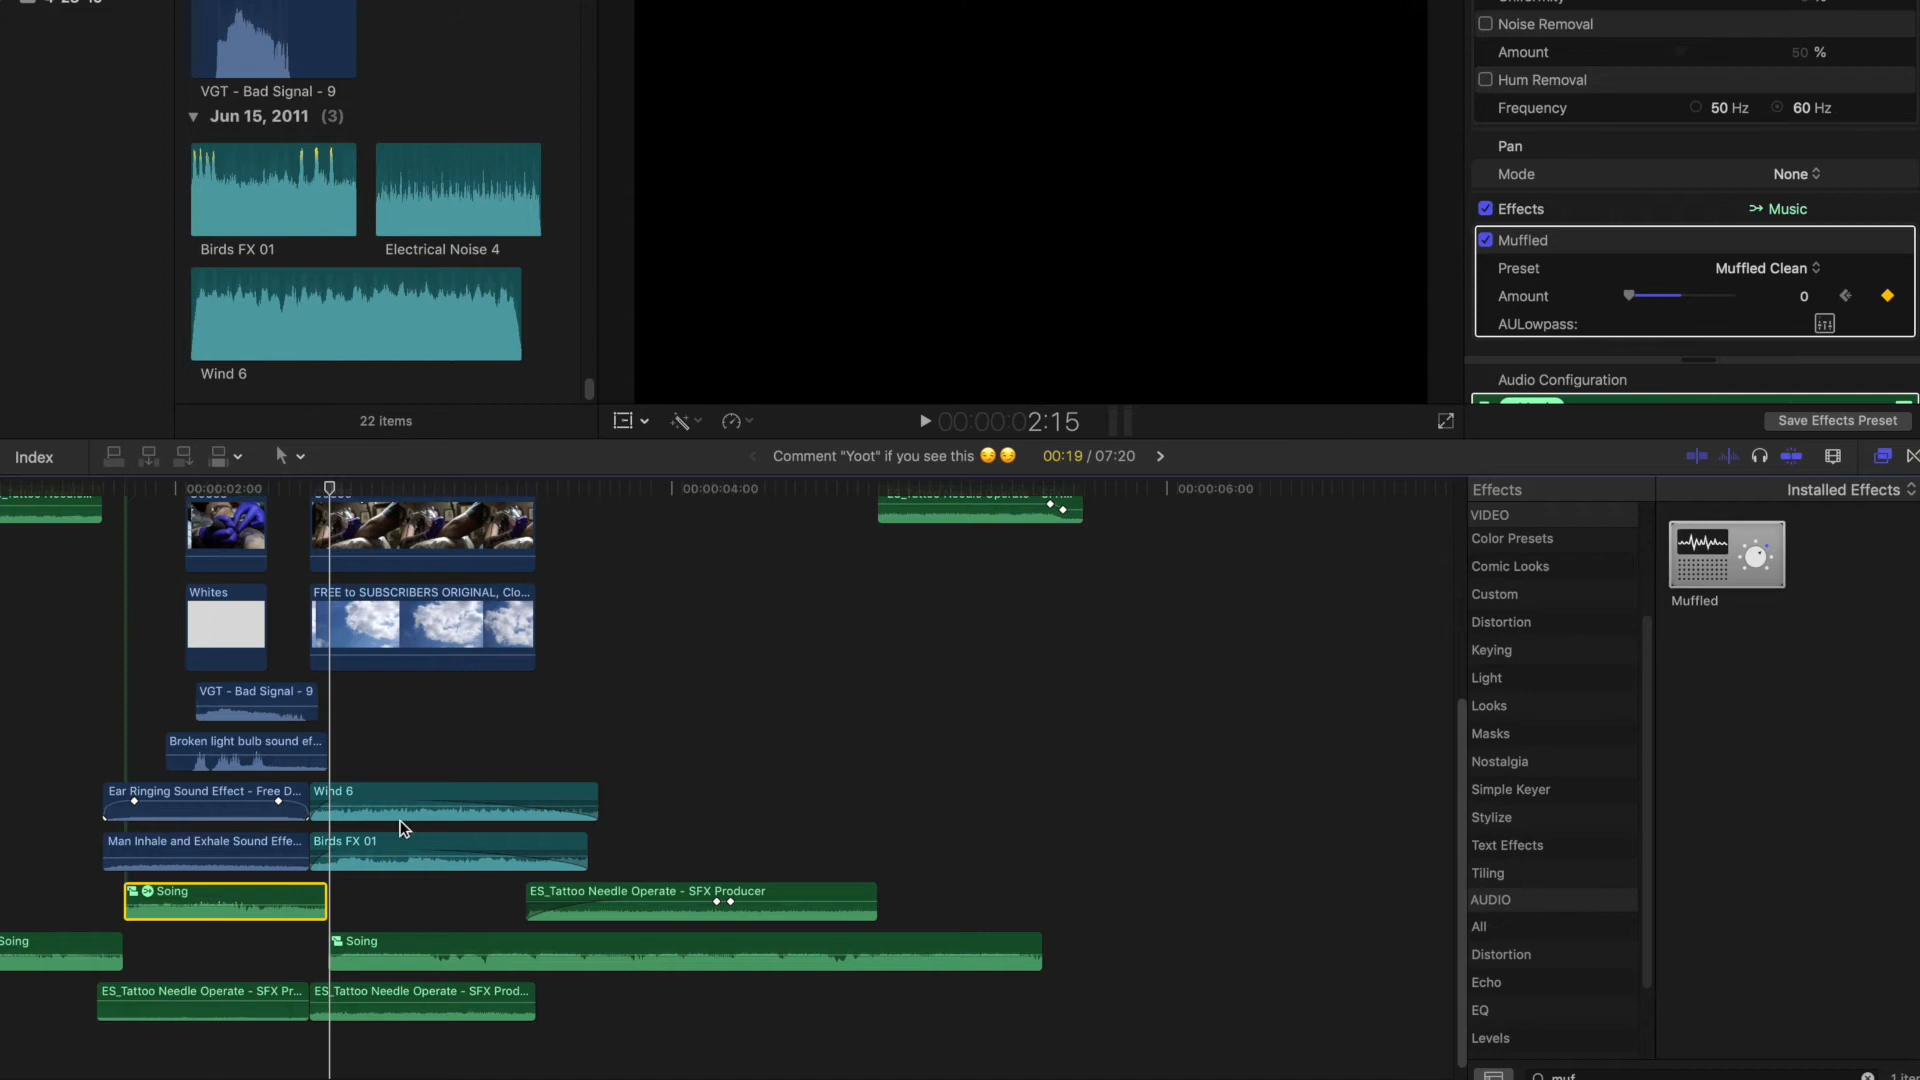 VGT - Bad Signal - 9
Jun 15, 2011 (3)
Birds FX 01
Electrical Noise 4
Wind 6
22 items
00:00:00:02:15
Noise Removal
Amount 50 %
Hum Removal
Frequency 50 Hz 60 Hz
Pan
Mode None
Effects Music
Muffled
Preset Muffled Clean
Amount 0
AULowpass:
Audio Configuration
Save Effects Preset
Index
Comment "Yoot" if you see this 😏😏 00:19 / 07:20
00:00:02:00
00:00:04:00
00:00:06:00
ES_Tattoo Needle Operate - SFX
Whites
FREE to SUBSCRIBERS ORIGINAL, Clo...
VGT - Bad Signal - 9
Broken light bulb sound ef...
Ear Ringing Sound Effect - Free D...
Wind 6
Man Inhale and Exhale Sound Effe...
Birds FX 01
Soing
ES_Tattoo Needle Operate - SFX Producer
Soing
Soing
ES_Tattoo Needle Operate - SFX Pr...
ES_Tattoo Needle Operate - SFX Prod...
Effects
Installed Effects
VIDEO
Color Presets
Comic Looks
Custom
Distortion
Keying
Light
Looks
Masks
Nostalgia
Simple Keyer
Stylize
Text Effects
Tiling
AUDIO
All
Distortion
Echo
EQ
Levels
Muffled
muf